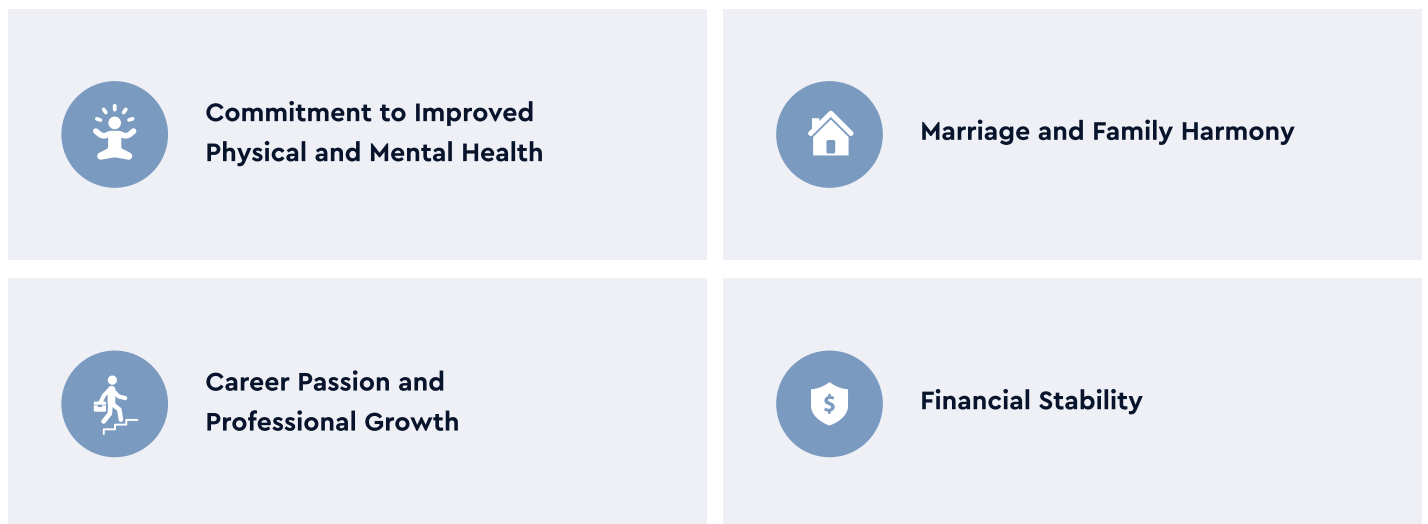 Commitment to Improved
Physical and Mental Health
Marriage and Family Harmony
Career Passion and
Professional Growth
$
Financial Stability